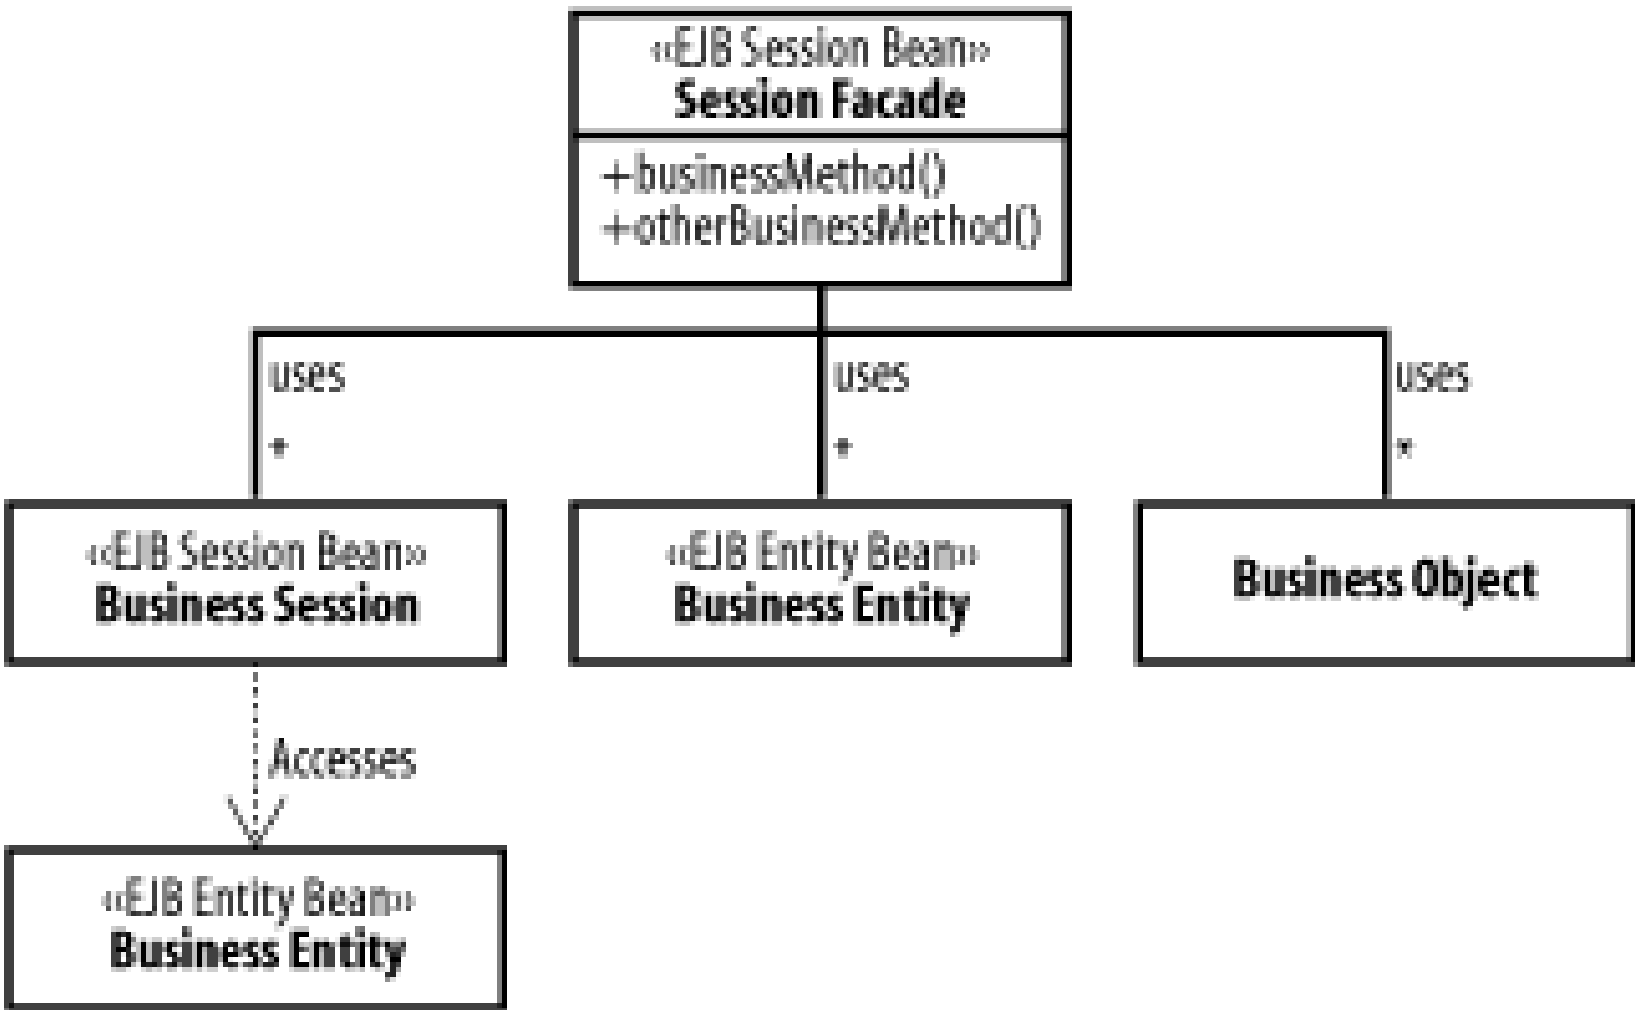 «EJB Session Bean»
Session Facade
+businessMethod()
+otherBusinessMethod()
uses
uses
uses
*
*
*
«EJB Session Bean»
Business Session
«EJB Entity Bean»
Business Entity
Business Object
Accesses
«EJB Entity Bean»
Business Entity